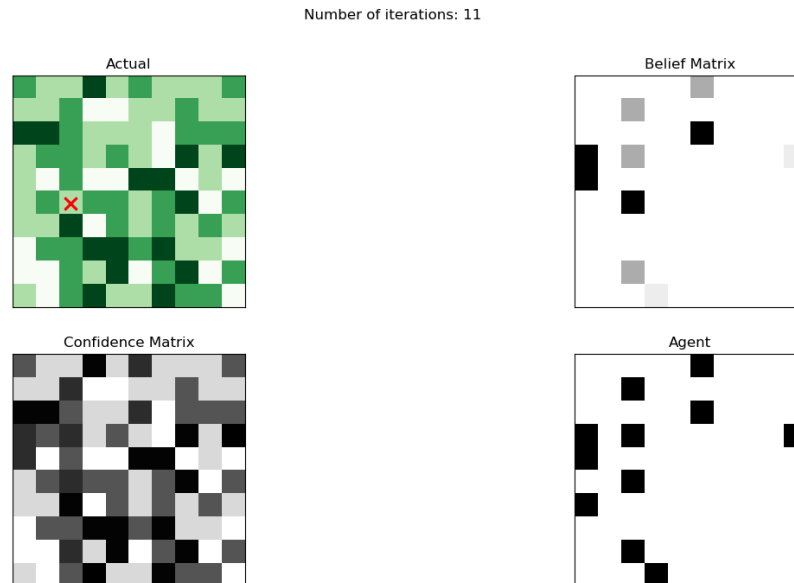 Number of iterations: 11
Actual
Belief Matrix
Confidence Matrix
Agent